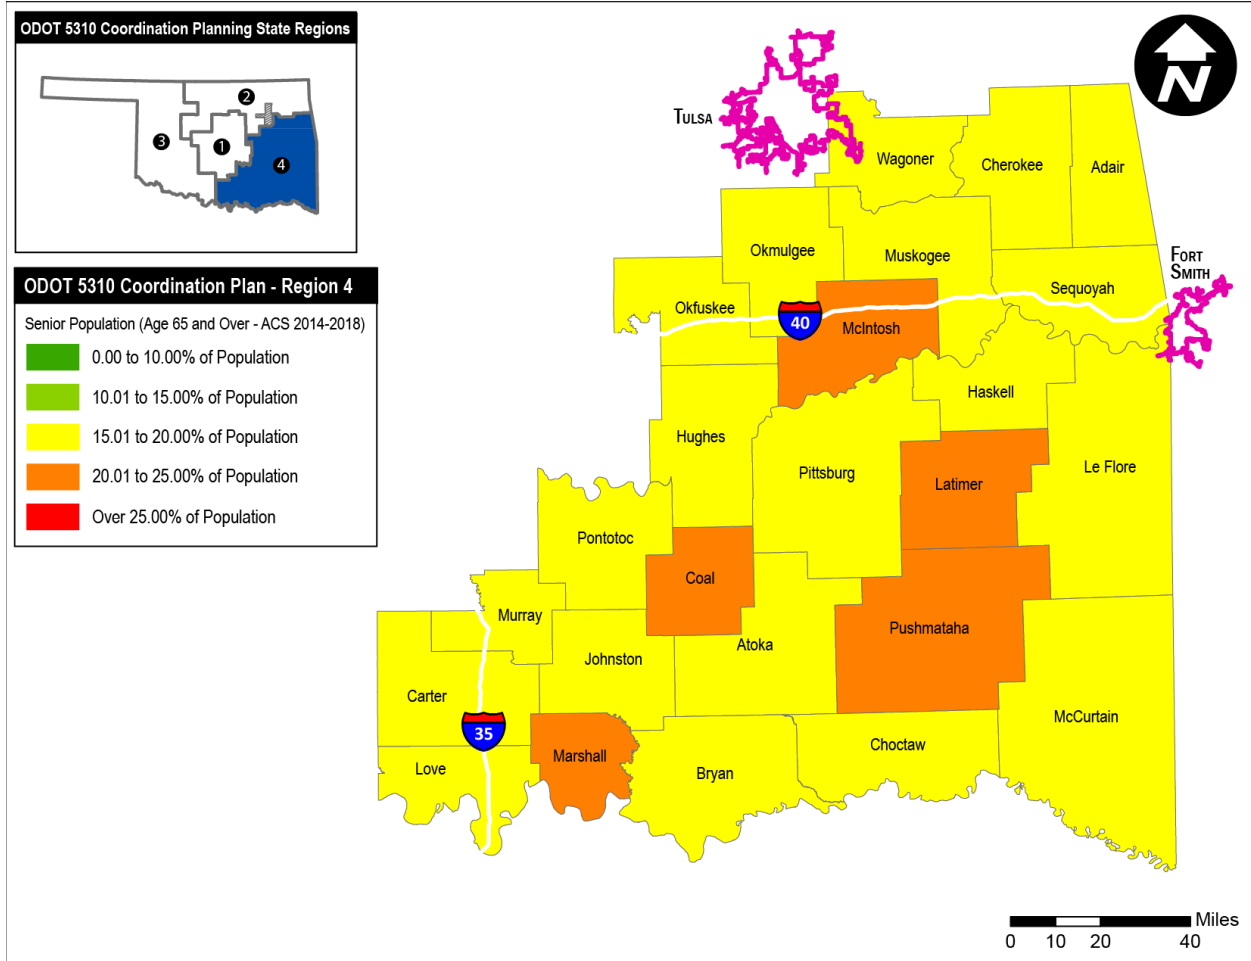 ODOT 5310 Coordination Planning State Regions
2
3
1
4
ODOT 5310 Coordination Plan - Region 4
Senior Population (Age 65 and Over - ACS 2014-2018)
0.00 to 10.00% of Population
10.01 to 15.00% of Population
15.01 to 20.00% of Population
20.01 to 25.00% of Population
Over 25.00% of Population
N
TULSA
Wagoner
Cherokee
Adair
Okmulgee
Muskogee
FORT
SMITH
Sequoyah
Okfuskee
40
McIntosh
Haskell
Hughes
Le Flore
Pittsburg
Latimer
Pontotoc
Coal
Murray
Pushmataha
Atoka
Johnston
Carter
McCurtain
35
Choctaw
Marshall
Love
Bryan
Miles
0 10 20 40